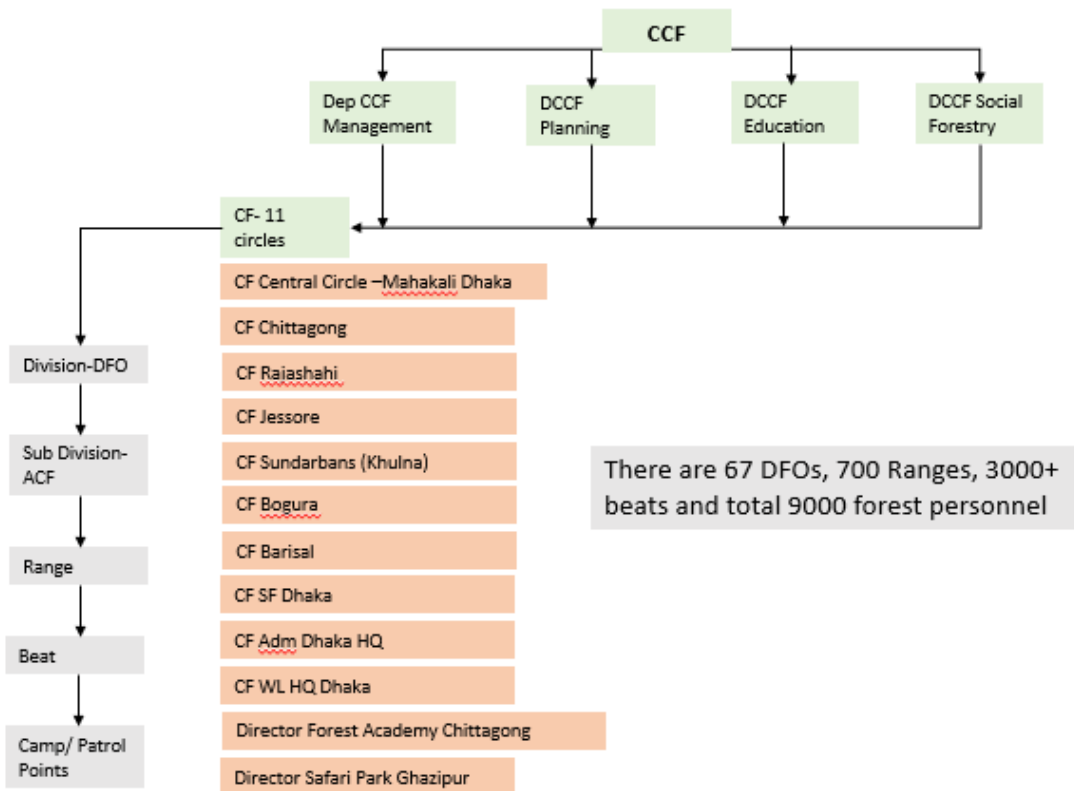 CCF
Dep CCF
Management
DCCF
Planning
DCCF
Education
DCCF Social
Forestry
CF- 11
circles
CF Central Circle –Mahakali Dhaka
CF Chittagong
CF Rajashahi
CF Jessore
CF Sundarbans (Khulna)
CF Bogura
CF Barisal
CF SF Dhaka
CF Adm Dhaka HQ
CF WL HQ Dhaka
Director Forest Academy Chittagong
Director Safari Park Ghazipur
Division-DFO
Sub Division-
ACF
Range
Beat
Camp/ Patrol
Points
There are 67 DFOs, 700 Ranges, 3000+
beats and total 9000 forest personnel